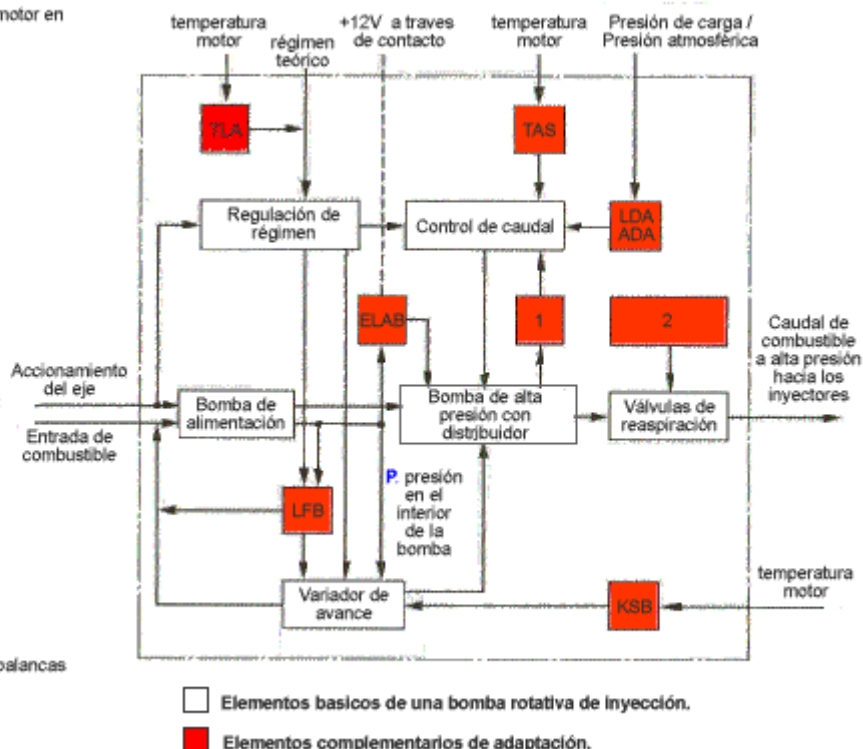 motor en
temperatura
motor
régimen
teórico
+12V a traves
de contacto
temperatura
motor
Presión de carga /
Presión atmosférica
TLA
TAS
LDA
ADA
Regulación de
régimen
Control de caudal
ELAB
1
2
Caudal de
combustible
a alta presión
hacia los
inyectores
Accionamiento
del eje
Entrada de
combustible
Bomba de
alimentación
Bomba de alta
presión con
distribuidor
Válvulas de
reaspiración
P. presión
en el
interior
de la
bomba
LFB
Variador de
avance
KSB
temperatura
motor
palancas
Elementos basicos de una bomba rotativa de inyección.
Elementos complementarios de adaptación.